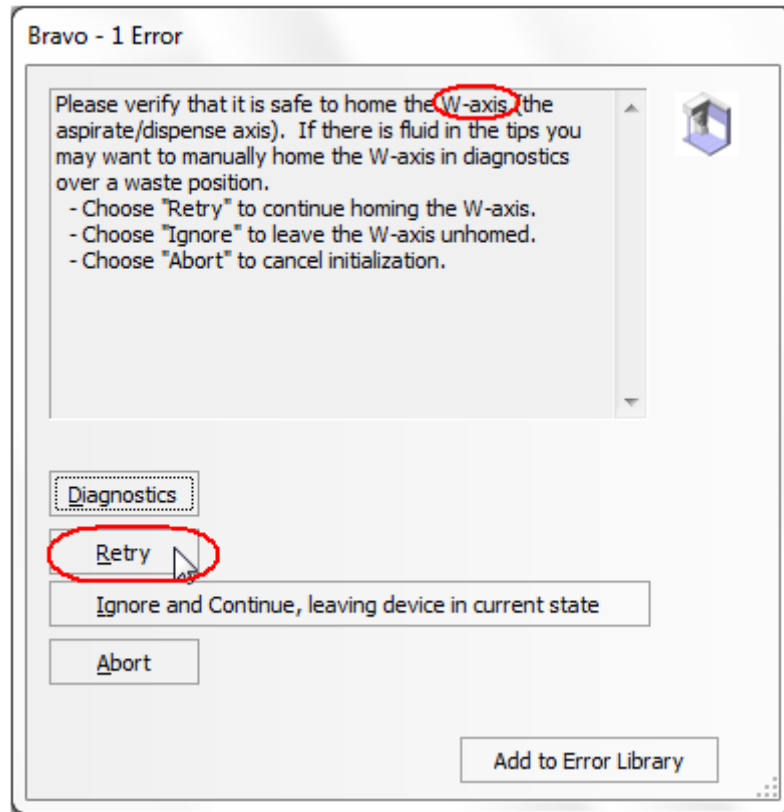 Bravo - 1 Error
Please verify that it is safe to home the W-axis (the
aspirate/dispense axis).  If there is fluid in the tips you
may want to manually home the W-axis in diagnostics
over a waste position.
- Choose "Retry" to continue homing the W-axis.
- Choose "Ignore" to leave the W-axis unhomed.
- Choose "Abort" to cancel initialization.
Diagnostics
Retry
Ignore and Continue, leaving device in current state
Abort
Add to Error Library